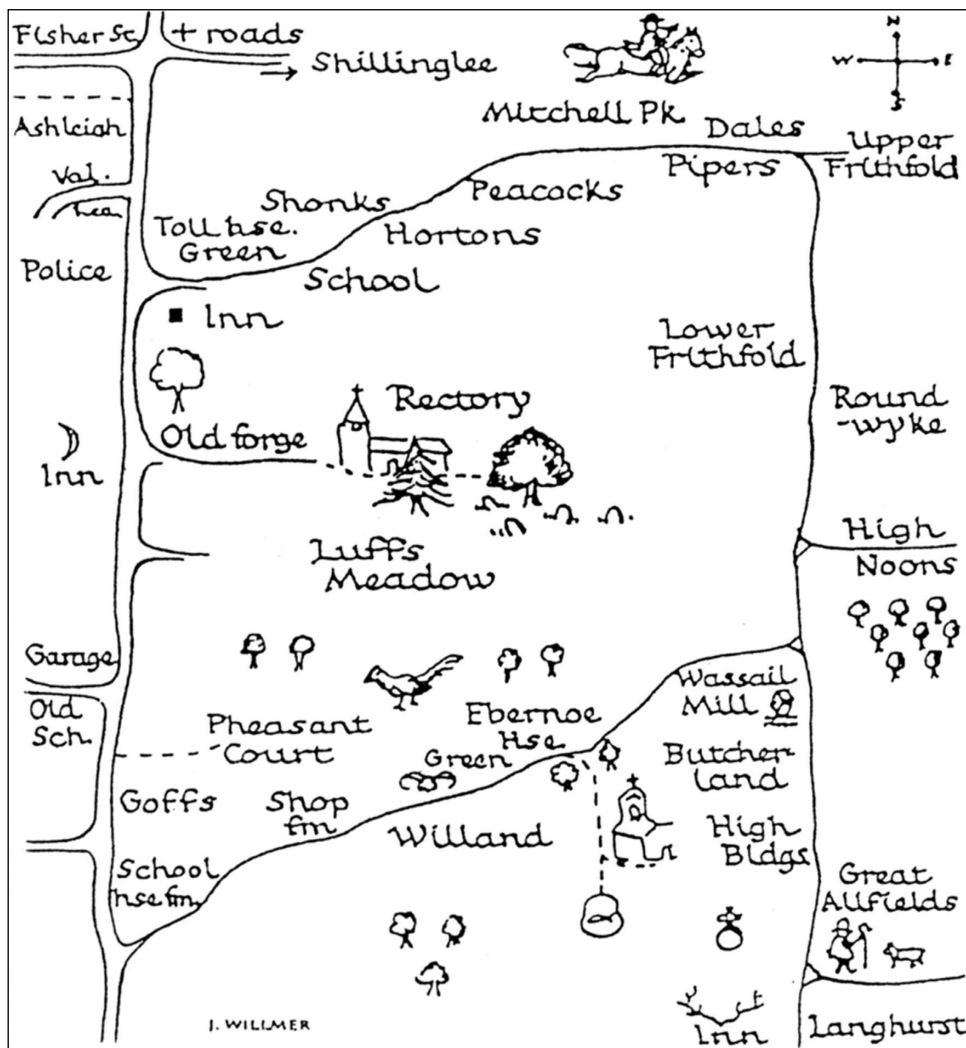 Fisher St.
+ roads
Shillinglee
N
W
E
S
Mitchell Pk.
Ashleigh
Dales
Upper
Frithfold
Pipers
Val.
Lea
Shonks
Peacocks
Toll hse.
Green
Hortons
Police
School
Inn
Lower
Frithfold
Rectory
Round
-wyke
Old forge
Inn
High
Noons
Luffs
Meadow
Garage
Wassail
Mill
Old
Sch.
Pheasant
Court
Ebernoe
Hse
Green
Butcher-
land
Goffs
Shop
fm
Willand
High
Bldgs
School
hse fm.
Great
Allfields
J. WILLMER
Inn
Langhurst